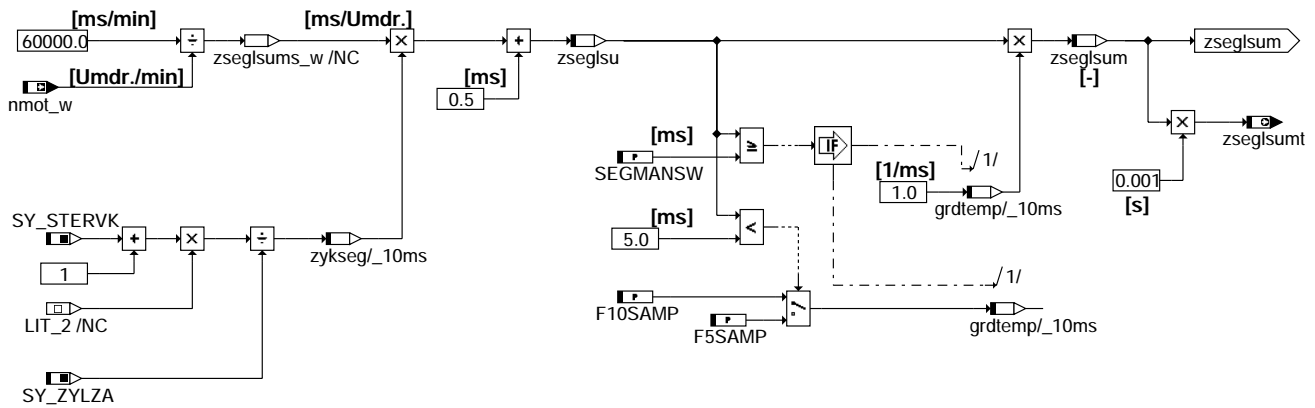 [ms/min]
[ms/Umdr.]
60000.0
zseglsums_w /NC
zseglsu
zseglsum
[-]
zseglsum
[Umdr./min]
nmot_w
[ms]
0.5
zseglsumt
[ms]
SEGMANSW
IF
/1/
[1/ms]
1.0
grdtemp/_10ms
0.001
[s]
SY_STERVK
[ms]
5.0
1
zykseg/_10ms
LIT_2 /NC
/1/
F10SAMP
F5SAMP
grdtemp/_10ms
SY_ZYLZA